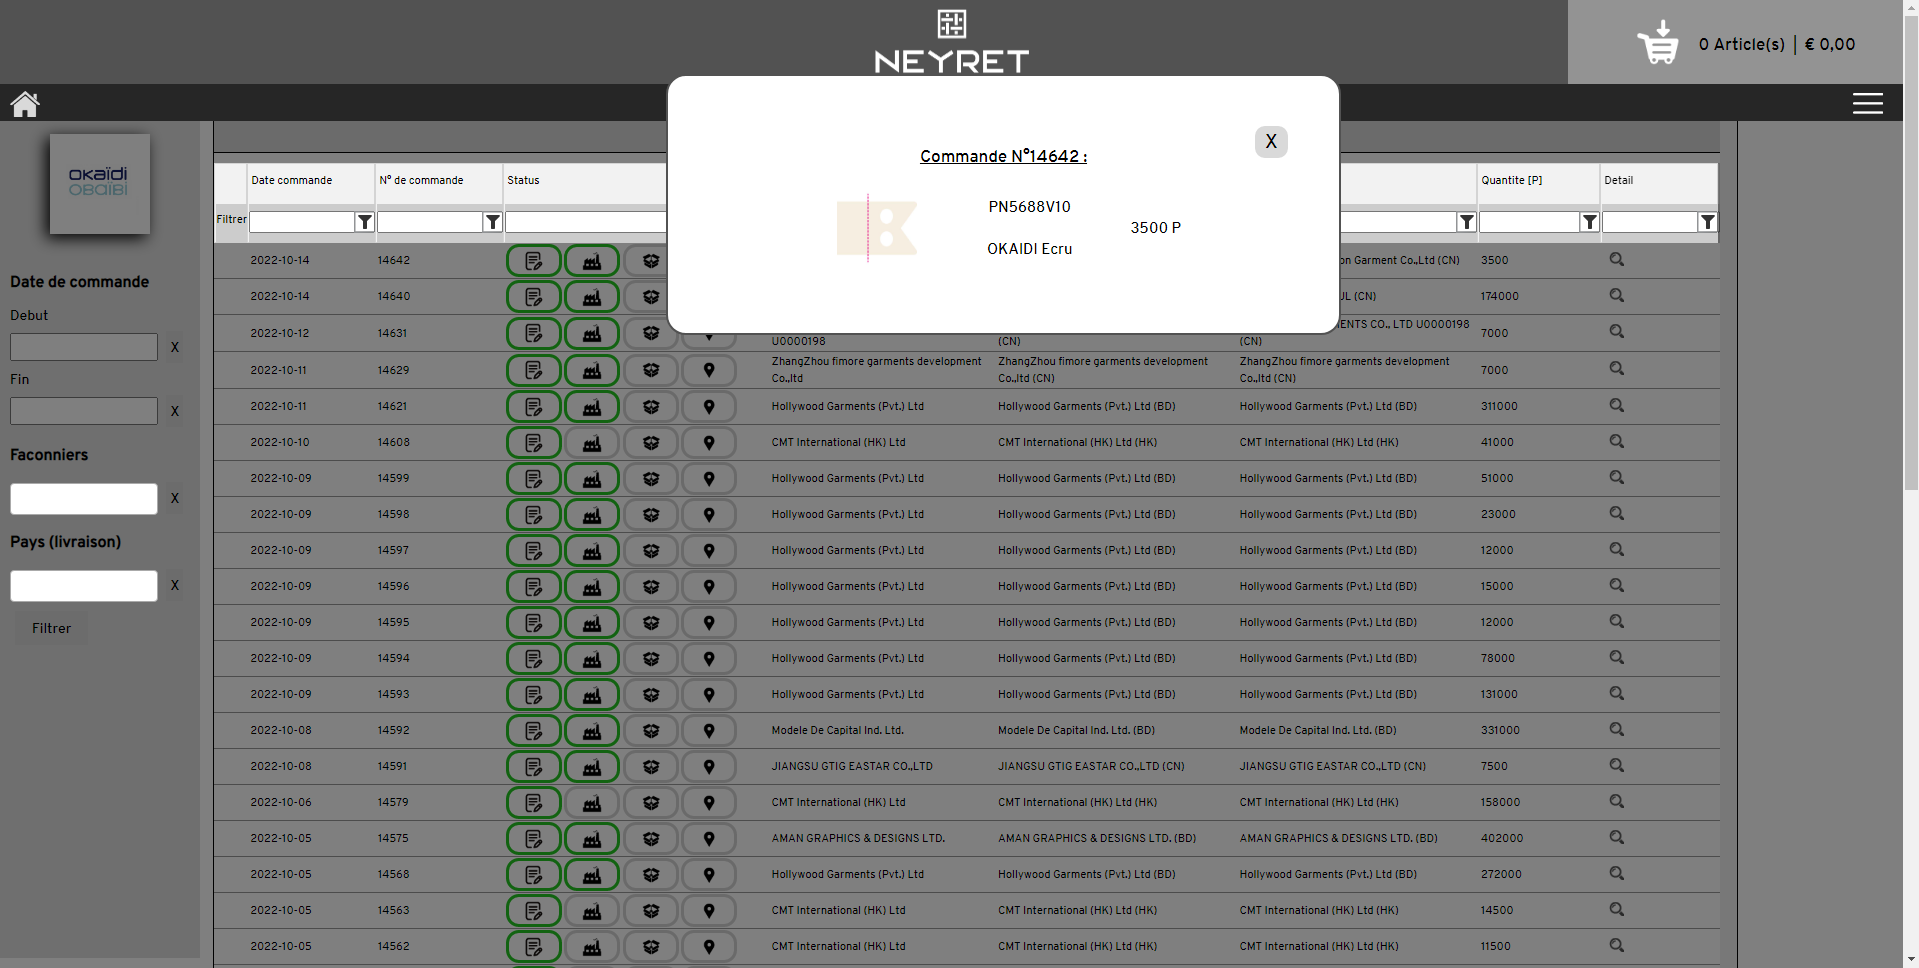 NEYRET
0 Article(s) | € 0,00
OKAÏDI
OBAÏBI
Date de commande
Debut
X
Fin
X
Faconniers
X
Pays (livraison)
X
Filtrer
Commande N°14642 :
X
PN5688V10
OKAIDI Ecru
3500 P
Date commande N° de commande Status Quantite [P] Detail
Filtrer
2022-10-14 14642 on Garment Co.,Ltd (CN) 3500
2022-10-14 14640 UL (CN) 174000
2022-10-12 14631 U0000198 (CN) MENTS CO., LTD U0000198 (CN) 7000
2022-10-11 14629 ZhangZhou fimore garments development Co.,ltd ZhangZhou fimore garments development Co.,ltd (CN) ZhangZhou fimore garments development Co.,ltd (CN) 7000
2022-10-11 14621 Hollywood Garments (Pvt.) Ltd Hollywood Garments (Pvt.) Ltd (BD) Hollywood Garments (Pvt.) Ltd (BD) 311000
2022-10-10 14608 CMT International (HK) Ltd CMT International (HK) Ltd (HK) CMT International (HK) Ltd (HK) 41000
2022-10-09 14599 Hollywood Garments (Pvt.) Ltd Hollywood Garments (Pvt.) Ltd (BD) Hollywood Garments (Pvt.) Ltd (BD) 51000
2022-10-09 14598 Hollywood Garments (Pvt.) Ltd Hollywood Garments (Pvt.) Ltd (BD) Hollywood Garments (Pvt.) Ltd (BD) 23000
2022-10-09 14597 Hollywood Garments (Pvt.) Ltd Hollywood Garments (Pvt.) Ltd (BD) Hollywood Garments (Pvt.) Ltd (BD) 12000
2022-10-09 14596 Hollywood Garments (Pvt.) Ltd Hollywood Garments (Pvt.) Ltd (BD) Hollywood Garments (Pvt.) Ltd (BD) 15000
2022-10-09 14595 Hollywood Garments (Pvt.) Ltd Hollywood Garments (Pvt.) Ltd (BD) Hollywood Garments (Pvt.) Ltd (BD) 12000
2022-10-09 14594 Hollywood Garments (Pvt.) Ltd Hollywood Garments (Pvt.) Ltd (BD) Hollywood Garments (Pvt.) Ltd (BD) 78000
2022-10-09 14593 Hollywood Garments (Pvt.) Ltd Hollywood Garments (Pvt.) Ltd (BD) Hollywood Garments (Pvt.) Ltd (BD) 131000
2022-10-08 14592 Modele De Capital Ind. Ltd. Modele De Capital Ind. Ltd. (BD) Modele De Capital Ind. Ltd. (BD) 331000
2022-10-08 14591 JIANGSU GTIG EASTAR CO.,LTD JIANGSU GTIG EASTAR CO.,LTD (CN) JIANGSU GTIG EASTAR CO.,LTD (CN) 7500
2022-10-06 14579 CMT International (HK) Ltd CMT International (HK) Ltd (HK) CMT International (HK) Ltd (HK) 158000
2022-10-05 14575 AMAN GRAPHICS & DESIGNS LTD. AMAN GRAPHICS & DESIGNS LTD. (BD) AMAN GRAPHICS & DESIGNS LTD. (BD) 402000
2022-10-05 14568 Hollywood Garments (Pvt.) Ltd Hollywood Garments (Pvt.) Ltd (BD) Hollywood Garments (Pvt.) Ltd (BD) 272000
2022-10-05 14563 CMT International (HK) Ltd CMT International (HK) Ltd (HK) CMT International (HK) Ltd (HK) 14500
2022-10-05 14562 CMT International (HK) Ltd CMT International (HK) Ltd (HK) CMT International (HK) Ltd (HK) 11500